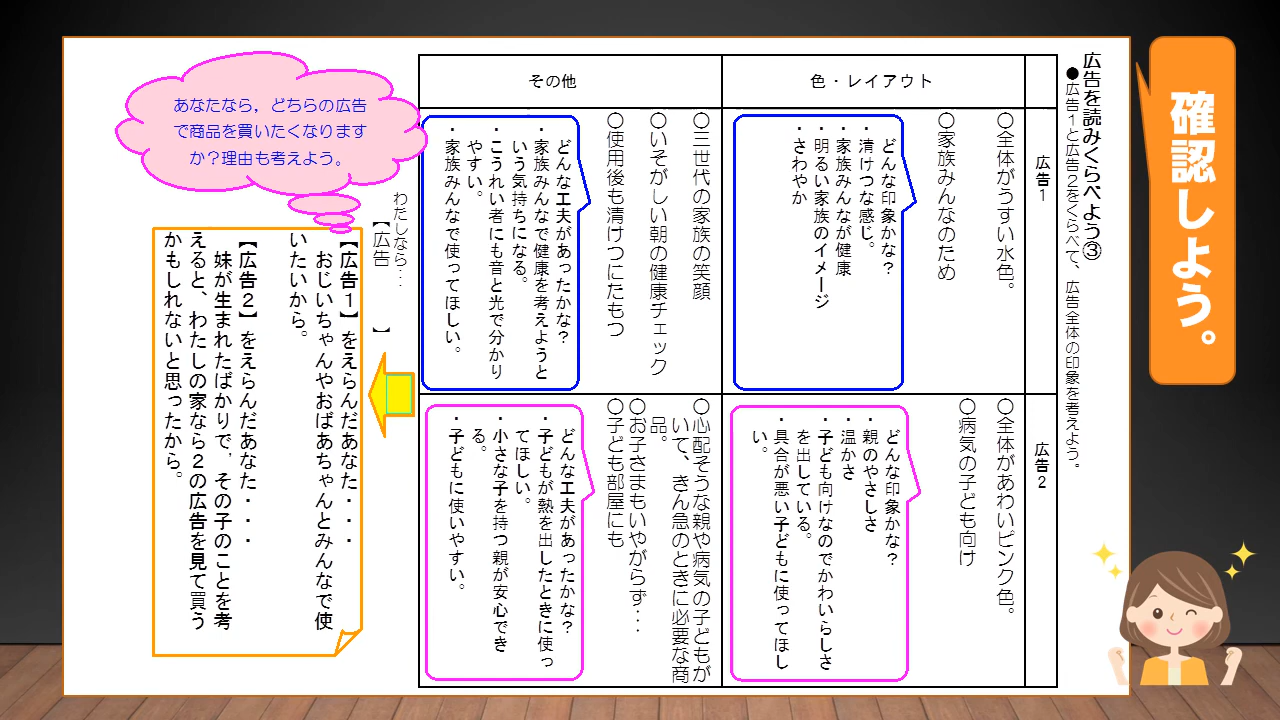 確認しよう。
広告を読みくらべよう③
●広告１と広告２をくらべて、広告全体の印象を考えよう。
広告１
広告２
色・レイアウト
○全体がうすい水色。
○家族みんなのため
どんな印象かな？
・清けつな感じ。
・家族みんなが健康
・明るい家族のイメージ
・さわやか
○全体があわいピンク色。
○病気の子ども向け
どんな印象かな？
・親のやさしさ
・温かさ
・子ども向けなのでかわいらしさ
を出している。
・具合が悪い子どもに使ってほし
い。
その他
○三世代の家族の笑顔
○いそがしい朝の健康チェック
○使用後も清けつにたもつ
どんな工夫があったかな？
・家族みんなで健康を考えようと
いう気持ちになる。
・こうれい者にも音と光で分かり
やすい。
・家族みんなで使ってほしい。
○心配そうな親や病気の子どもが
いて、きん急のときに必要な商
品。
○お子さまもいやがらず・・・
○子ども部屋にも
どんな工夫があったかな？
・子どもが熱を出したときに使っ
てほしい。
・小さな子を持つ親が安心でき
る。
・子どもに使いやすい。
あなたなら，どちらの広告
で商品を買いたくなります
か？理由も考えよう。
わたしなら・・・
【広告　　】
【広告１】をえらんだあなた・・・
おじいちゃんやおばあちゃんとみんなで使
いたいから。
【広告２】をえらんだあなた・・・
妹が生まれたばかりで，その子のことを考
えると、わたしの家なら２の広告を見て買う
かもしれないと思ったから。